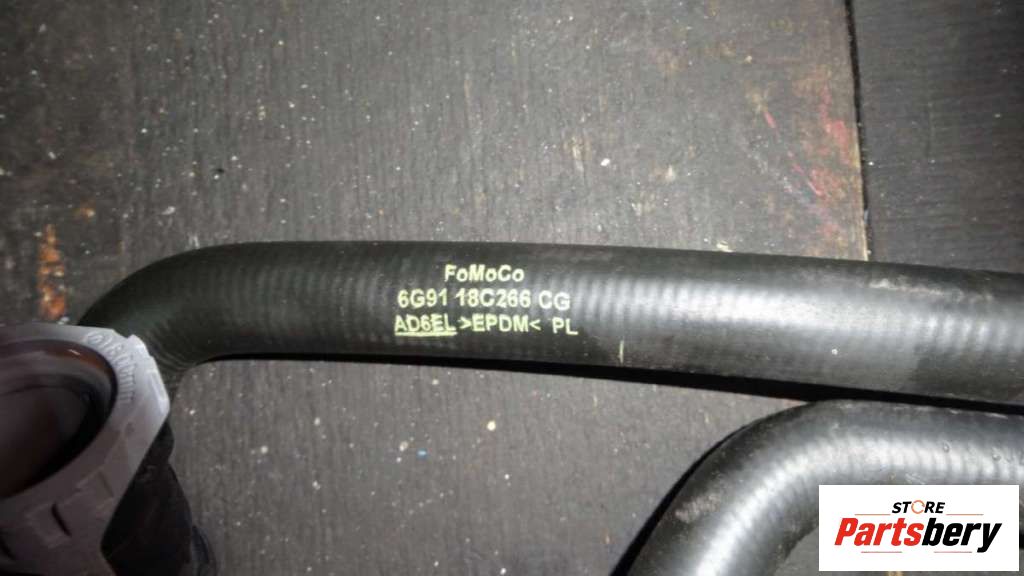 FoMoCo
6G91 18C266 CG
AD6EL >EPDM< PL
STORE
Partsbery